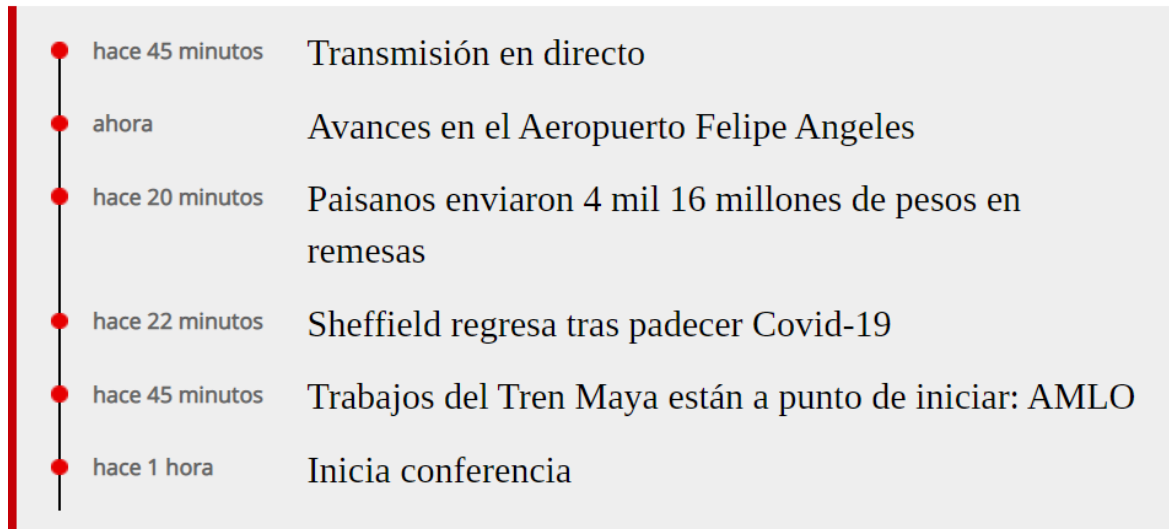 hace 45 minutos Transmisión en directo
ahora Avances en el Aeropuerto Felipe Angeles
hace 20 minutos Paisanos enviaron 4 mil 16 millones de pesos en
remesas
hace 22 minutos Sheffield regresa tras padecer Covid-19
hace 45 minutos Trabajos del Tren Maya están a punto de iniciar: AMLO
hace 1 hora Inicia conferencia